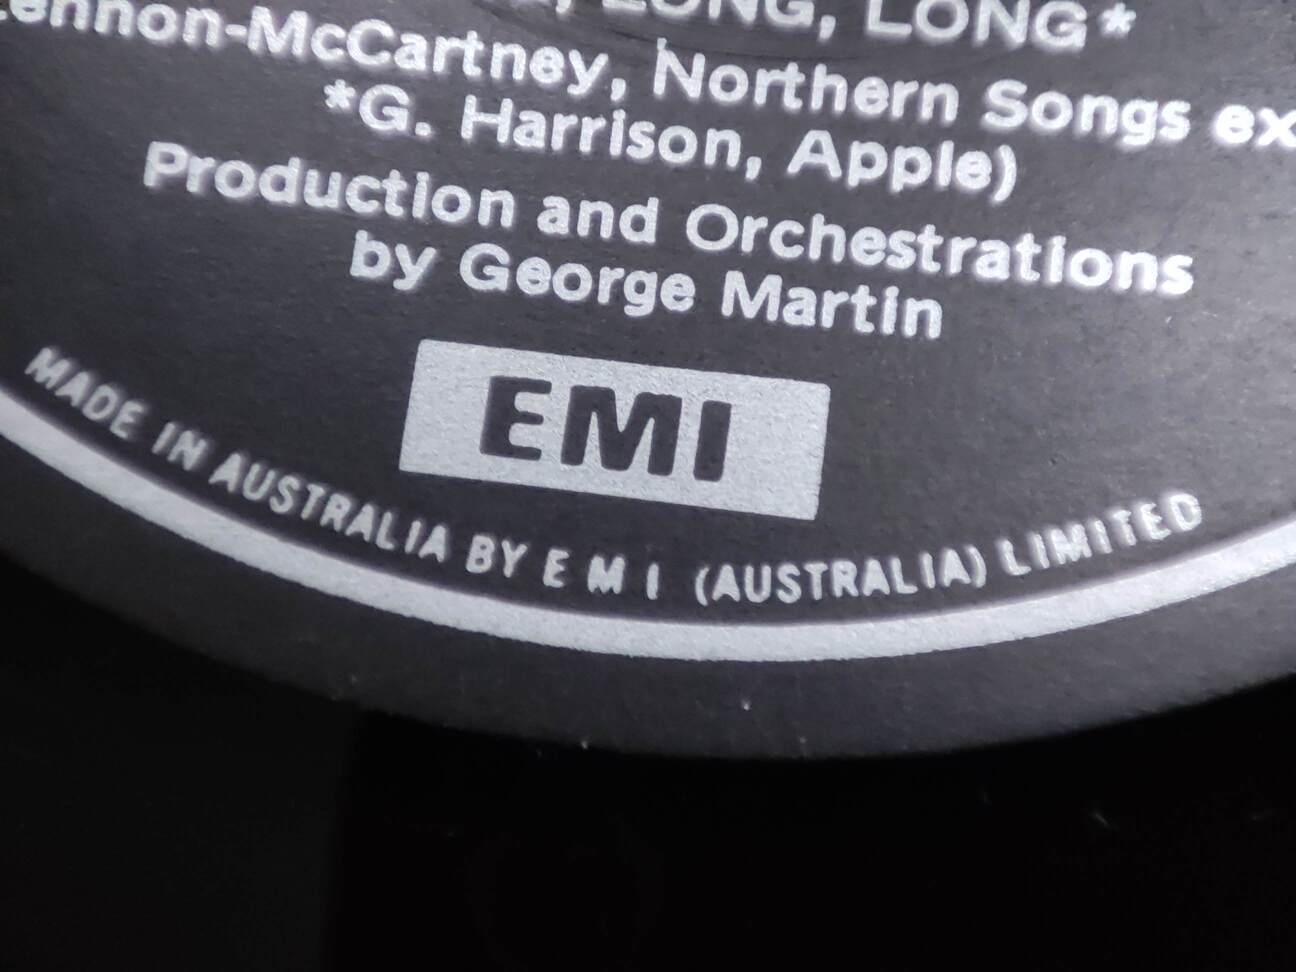 LONG, LONG*
ennon-McCartney, Northern Songs ex
*G. Harrison, Apple)
Production and Orchestrations
by George Martin
EMI
MADE IN AUSTRALIA BY E M I (AUSTRALIA) LIMITED